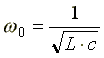 ω₀ = 1 / √(L · c)